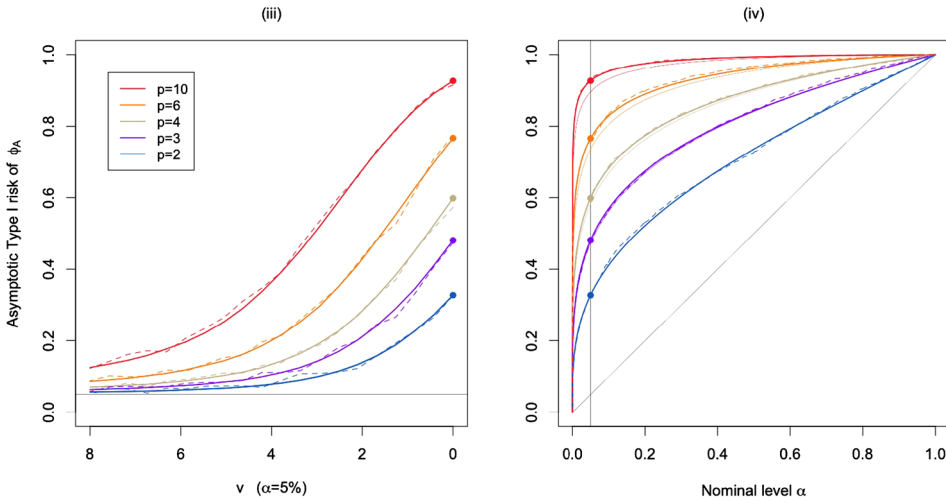 (iii)
Asymptotic Type I risk of ϕA
0.0 0.2 0.4 0.6 0.8 1.0
p=10
p=6
p=4
p=3
p=2
8 6 4 2 0
v (α=5%)
(iv)
0.0 0.2 0.4 0.6 0.8 1.0
0.0 0.2 0.4 0.6 0.8 1.0
Nominal level α